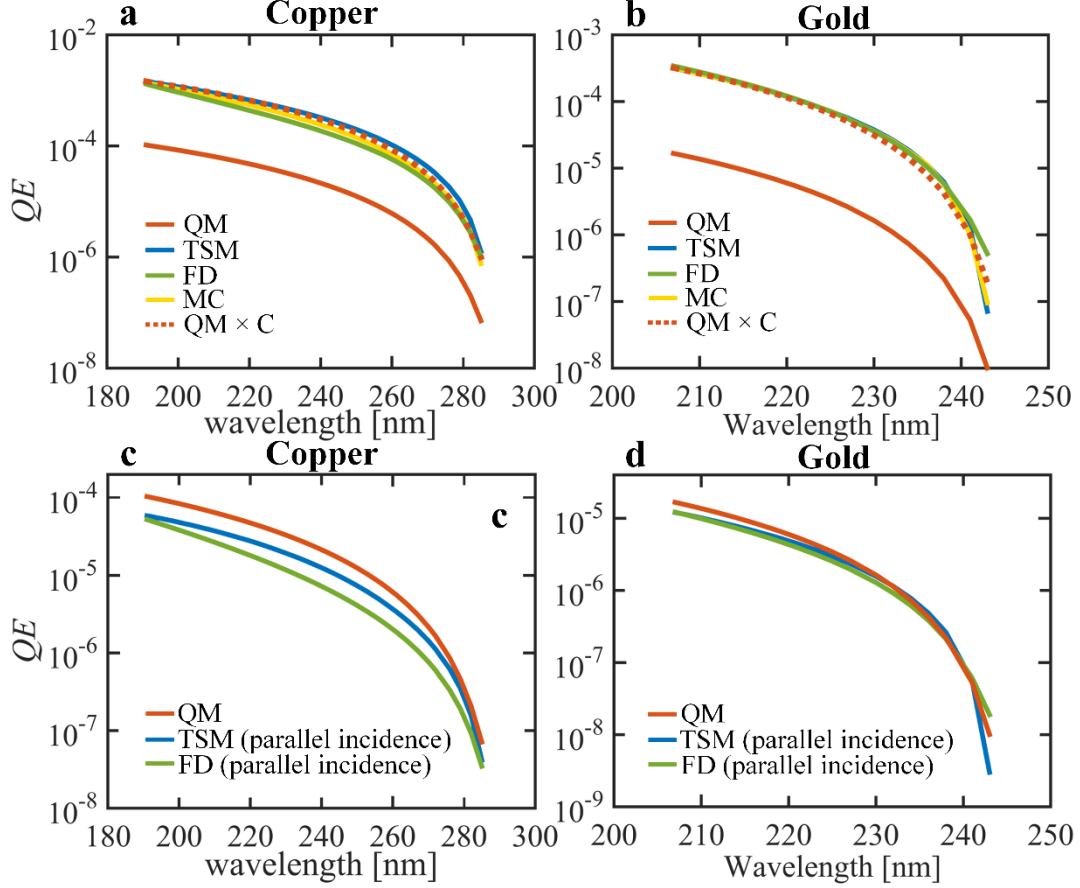 a Copper
10-2
10-4
10-6
10-8
QE
QM
TSM
FD
MC
QM × C
180 200 220 240 260 280 300
wavelength [nm]
b Gold
10-3
10-4
10-5
10-6
10-7
10-8
QM
TSM
FD
MC
QM × C
210 220 230 240 250
Wavelength [nm]
c Copper
10-4
10-5
10-6
10-7
10-8
QE
c
QM
TSM (parallel incidence)
FD (parallel incidence)
180 200 220 240 260 280 300
wavelength [nm]
d Gold
10-5
10-6
10-7
10-8
10-9
QM
TSM (parallel incidence)
FD (parallel incidence)
210 220 230 240 250
Wavelength [nm]